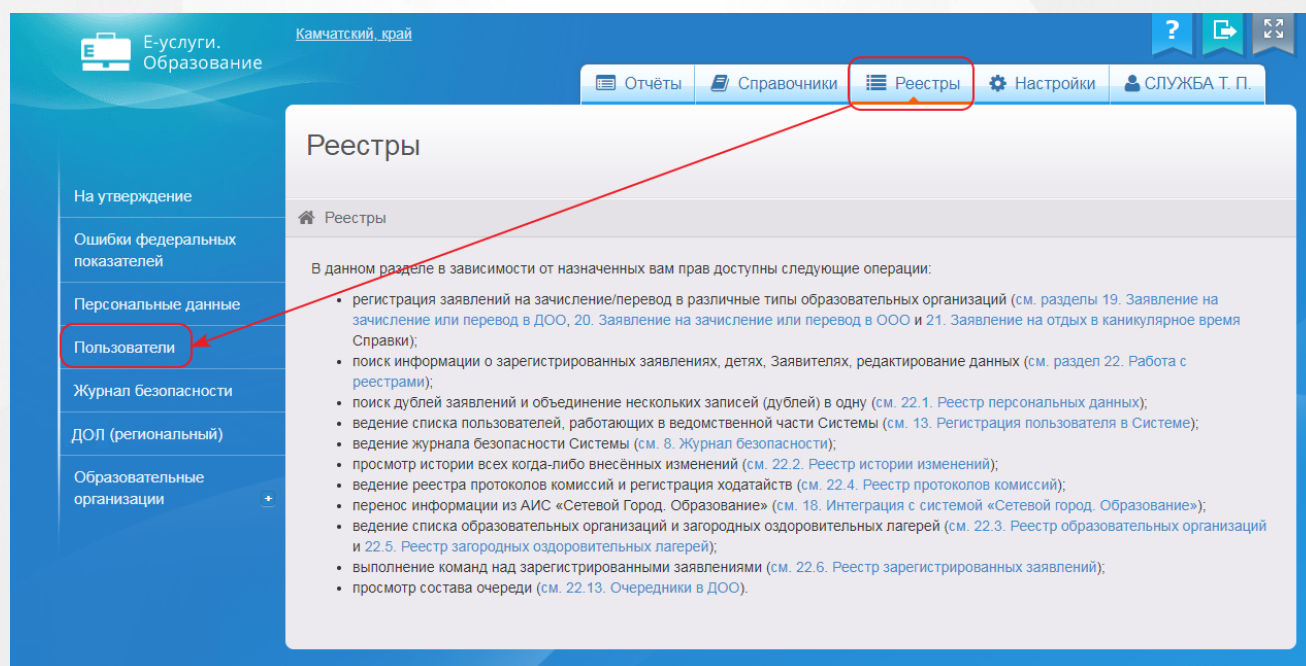 Е-услуги.
Образование
E
Камчатский, край
?
Отчёты
Справочники
Реестры
Настройки
СЛУЖБА Т. П.
Реестры
На утверждение
Ошибки федеральных
показателей
Персональные данные
Пользователи
Журнал безопасности
ДОЛ (региональный)
Образовательные
организации
Реестры
В данном разделе в зависимости от назначенных вам прав доступны следующие операции:
• регистрация заявлений на зачисление/перевод в различные типы образовательных организаций (см. разделы 19. Заявление на
зачисление или перевод в ДОО, 20. Заявление на зачисление или перевод в ООО и 21. Заявление на отдых в каникулярное время
Справки);
• поиск информации о зарегистрированных заявлениях, детях, Заявителях, редактирование данных (см. раздел 22. Работа с
реестрами);
• поиск дублей заявлений и объединение нескольких записей (дублей) в одну (см. 22.1. Реестр персональных данных);
• ведение списка пользователей, работающих в ведомственной части Системы (см. 13. Регистрация пользователя в Системе);
• ведение журнала безопасности Системы (см. 8. Журнал безопасности);
• просмотр истории всех когда-либо внесённых изменений (см. 22.2. Реестр истории изменений);
• ведение реестра протоколов комиссий и регистрация ходатайств (см. 22.4. Реестр протоколов комиссий);
• перенос информации из АИС «Сетевой Город. Образование» (см. 18. Интеграция с системой «Сетевой город. Образование»);
• ведение списка образовательных организаций и загородных оздоровительных лагерей (см. 22.3. Реестр образовательных организаций
и 22.5. Реестр загородных оздоровительных лагерей);
• выполнение команд над зарегистрированными заявлениями (см. 22.6. Реестр зарегистрированных заявлений);
• просмотр состава очереди (см. 22.13. Очередники в ДОО).